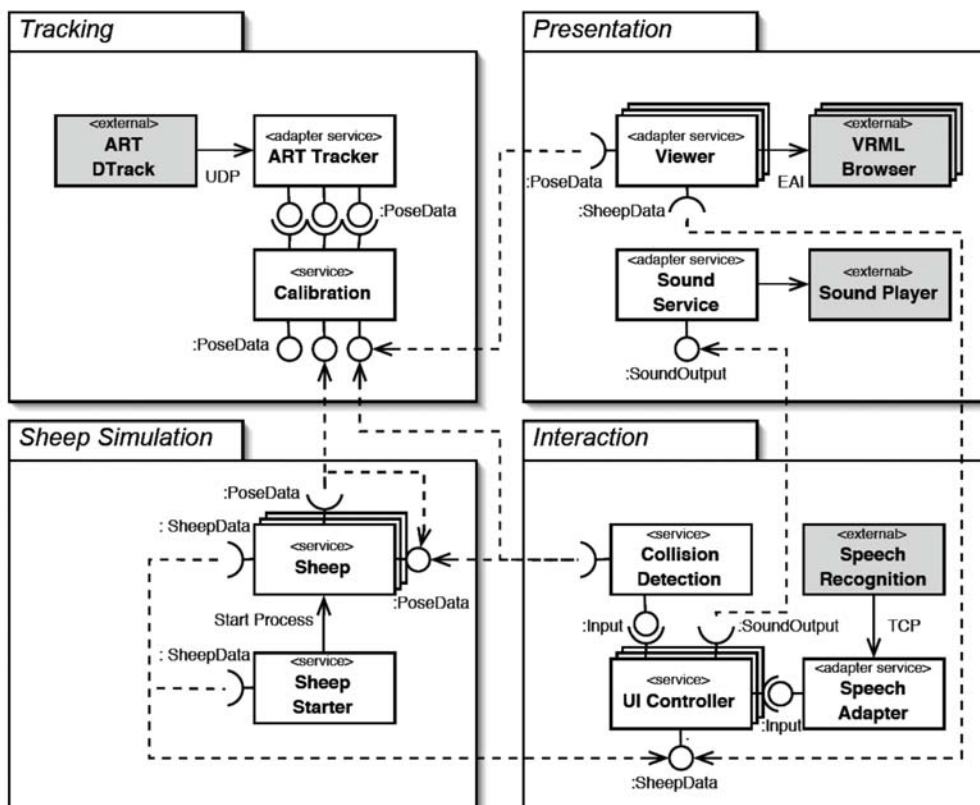 Tracking
<external>
ART
DTrack
UDP
<adapter service>
ART Tracker
:PoseData
<service>
Calibration
:PoseData
Presentation
<adapter service>
Viewer
<external>
VRML
Browser
EAI
:PoseData
:SheepData
<adapter service>
Sound
Service
<external>
Sound Player
:SoundOutput
Sheep Simulation
:PoseData
: SheepData
<service>
Sheep
:PoseData
Start Process
: SheepData
<service>
Sheep
Starter
Interaction
<service>
Collision
Detection
<external>
Speech
Recognition
:Input
:SoundOutput
TCP
<service>
UI Controller
<adapter service>
Speech
Adapter
:Input
:SheepData